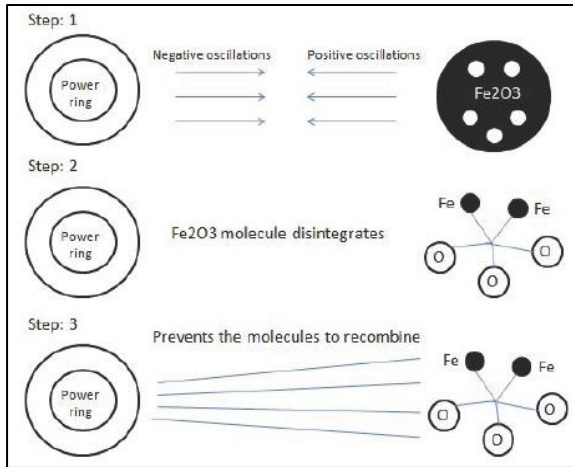 Step: 1
Negative oscillations
Positive oscillations
Power
ring
Fe2O3
Step: 2
Power
ring
Fe2O3 molecule disintegrates
Fe
Fe
O
O
O
Step: 3
Prevents the molecules to recombine
Power
ring
Fe
Fe
O
O
O